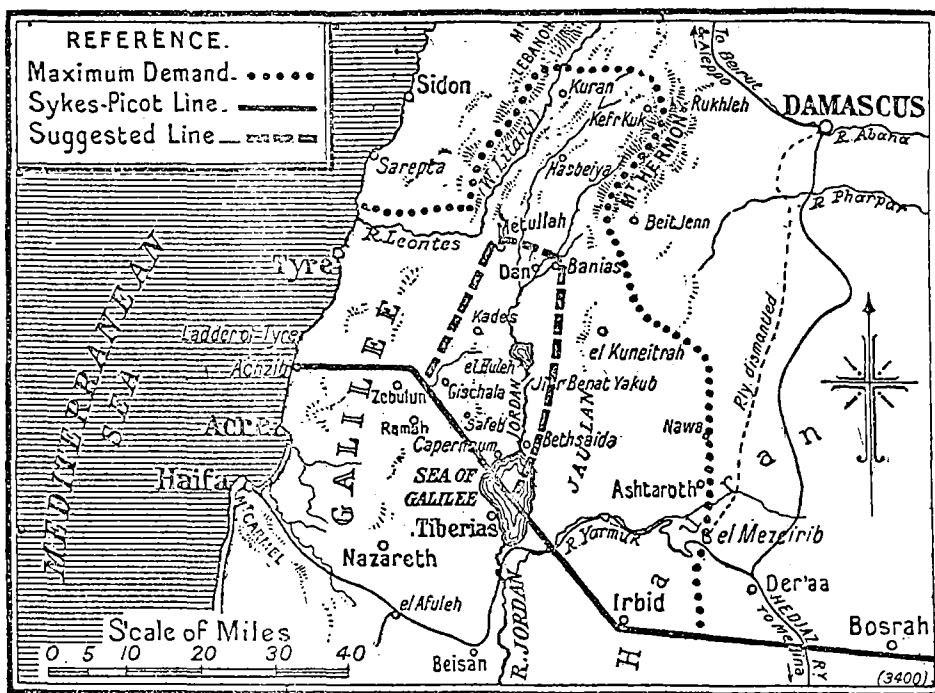 REFERENCE.
Maximum Demand
Sykes-Picot Line
Suggested Line
MT LEBANON
To Beirut
& Aleppo
Sidon
Kuran
Kefr Kuk
Rukhleh
DAMASCUS
R. Abana
Sarepta
R. Litany
Hasbeiya
MT HERMON
R. Pharpar
Metullah
Beit Jenn
R. Leontes
Tyre
Dan
Banias
MEDITERRANEAN
SEA
Kades
Ladder of Tyre
el Kuneitrah
Rly. dismantled
Achzib
el Huleh
GALILEE
Zebulun
Gischala
Jisr Benat Yakub
JORDAN
Safed
Ramah
Nawa
Acre
Capernaum
Bethsaida
JAULAN
Haifa
SEA OF
GALILEE
Ashtaroth
Hauran
MT CARMEL
Tiberias
R. Yarmuk
el Mezeirib
Nazareth
Der'aa
el Afuleh
Irbid
HEDJAZ RY
To Medina
Bosrah
Scale of Miles
0 5 10 20 30 40
Beisan
R. JORDAN
(3400)